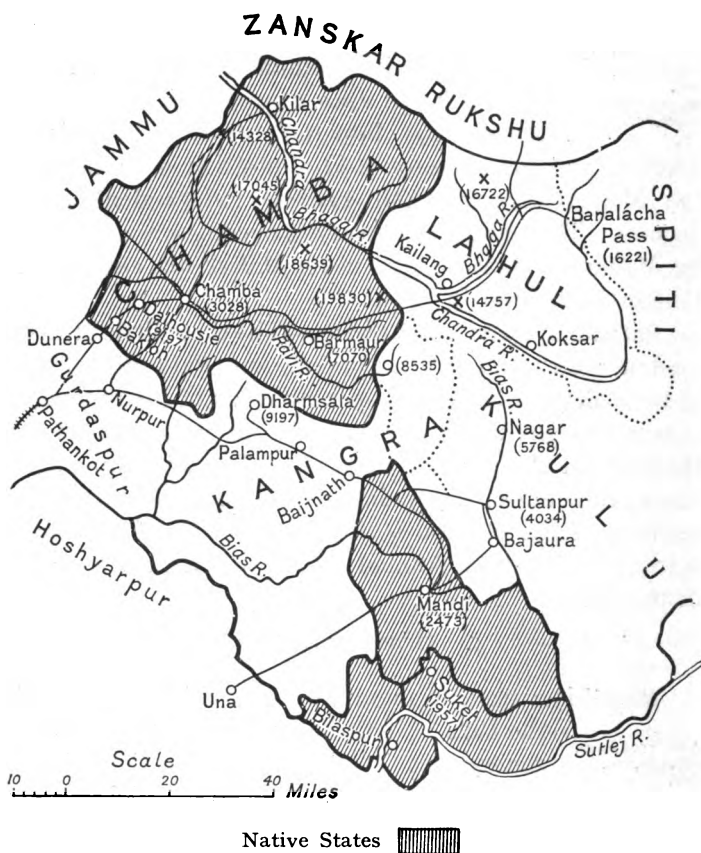 ZANSKAR RUKSHU
JAMMU
SPITI
Kilar
(14328)
Chandra
(17045)
CHAMBA
Bhaga R.
(18639)
(16722)
LAHUL
Bhaga R.
Baralácha
Pass
(16221)
Kailang
(19830)
(14757)
Chandra R.
Koksar
Chamba
(3028)
Dalhousie
Dunera
Barmaur
(7070)
Ravi R.
(8535)
Bias R.
Gurdaspur
Nurpur
Pathankot
Dharmsala
(9197)
Palampur
KANGRA
Baijnath
KULU
Nagar
(5768)
Sultanpur
(4034)
Bajaura
Hoshyarpur
Bias R.
Mandi
(2473)
Una
Suket
(1957)
Bilaspur
Sutlej R.
Scale
10 0 20 40 Miles
Native States